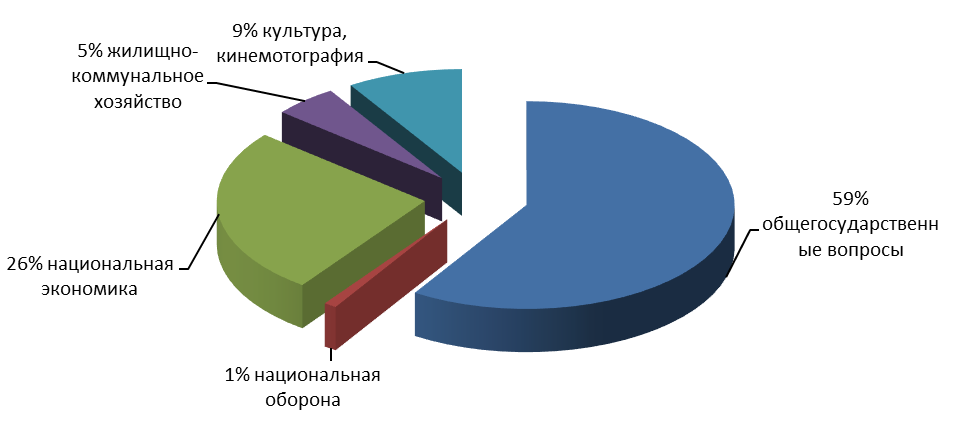 9% культура,
кинемотография
5% жилищно-
коммунальное
хозяйство
59%
общегосударственн
ые вопросы
26% национальная
экономика
1% национальная
оборона